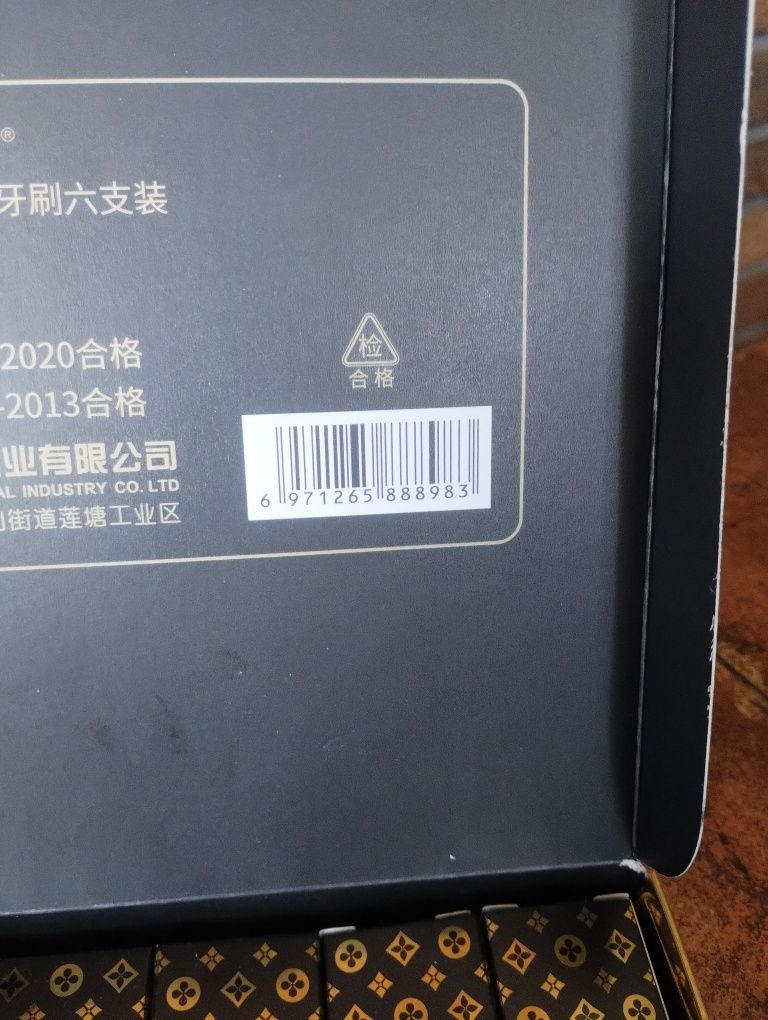 ®
牙刷六支装
检
2020合格
合格
-2013合格
业有限公司
AL INDUSTRY CO. LTD
街道莲塘工业区
6 971265 888983